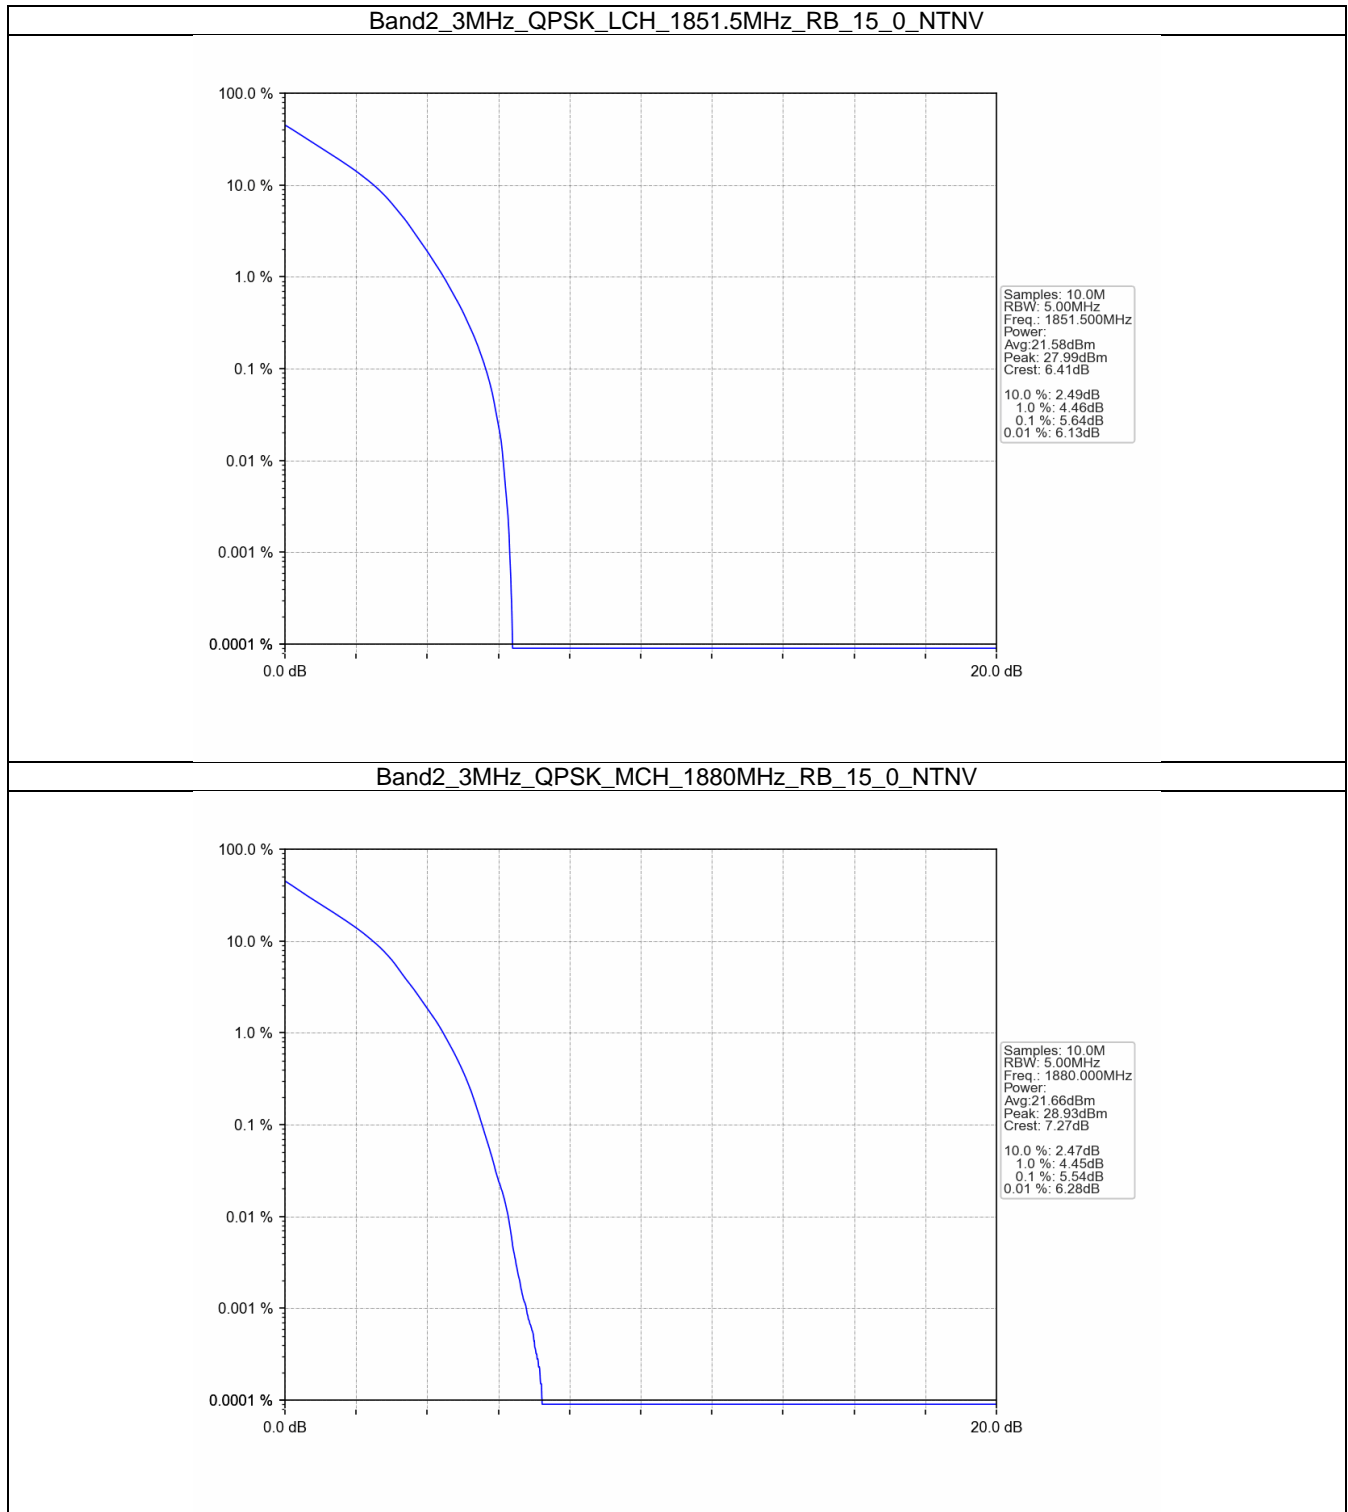 Band2_3MHz_QPSK_LCH_1851.5MHz_RB_15_0_NTNV
100.0 %
10.0 %
1.0 %
0.1 %
0.01 %
0.001 %
0.0001 %
0.0 dB
20.0 dB
Samples: 10.0M
RBW: 5.00MHz
Freq.: 1851.500MHz
Power:
Avg:21.58dBm
Peak: 27.99dBm
Crest: 6.41dB
10.0 %: 2.49dB
1.0 %: 4.46dB
0.1 %: 5.64dB
0.01 %: 6.13dB
Band2_3MHz_QPSK_MCH_1880MHz_RB_15_0_NTNV
100.0 %
10.0 %
1.0 %
0.1 %
0.01 %
0.001 %
0.0001 %
0.0 dB
20.0 dB
Samples: 10.0M
RBW: 5.00MHz
Freq.: 1880.000MHz
Power:
Avg:21.66dBm
Peak: 28.93dBm
Crest: 7.27dB
10.0 %: 2.47dB
1.0 %: 4.45dB
0.1 %: 5.54dB
0.01 %: 6.28dB